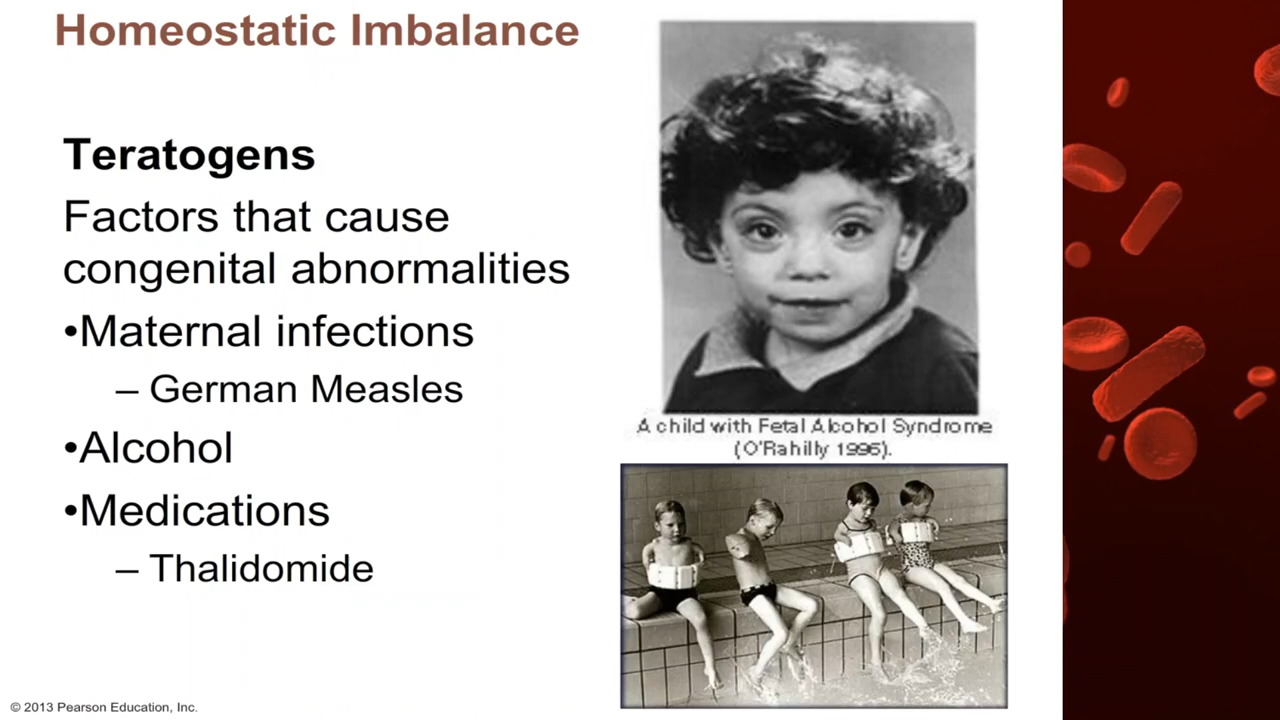 Homeostatic Imbalance
Teratogens
Factors that cause
congenital abnormalities
•Maternal infections
– German Measles
•Alcohol
•Medications
– Thalidomide
A child with Fetal Alcohol Syndrome
(O'Rahilly 1996).
© 2013 Pearson Education, Inc.